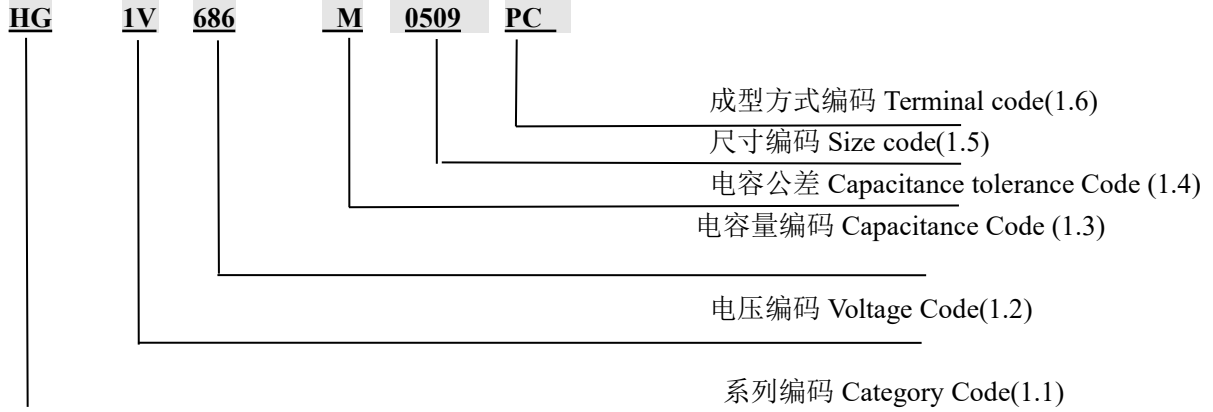 HG 1V 686 M 0509 PC
成型方式编码 Terminal code(1.6)
尺寸编码 Size code(1.5)
电容公差 Capacitance tolerance Code (1.4)
电容量编码 Capacitance Code (1.3)
电压编码 Voltage Code(1.2)
系列编码 Category Code(1.1)